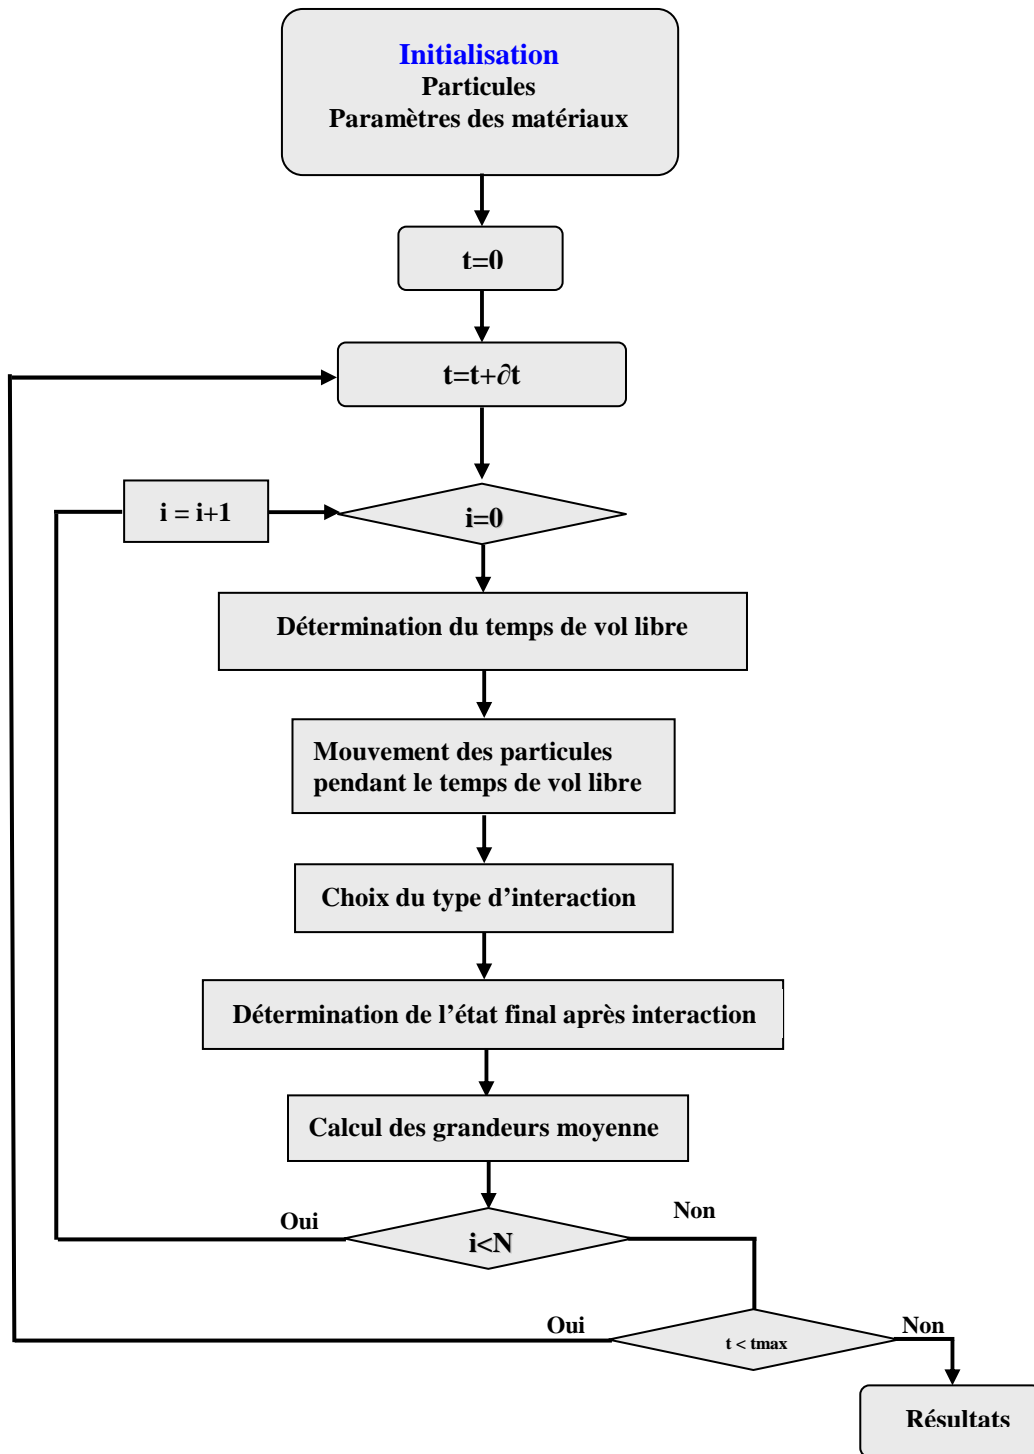 Initialisation
Particules
Paramètres des matériaux
t=0
t=t+∂t
i = i+1
i=0
Détermination du temps de vol libre
Mouvement des particules
pendant le temps de vol libre
Choix du type d’interaction
Détermination de l’état final après interaction
Calcul des grandeurs moyenne
Oui
Non
i<N
Oui
t < tmax
Non
Résultats